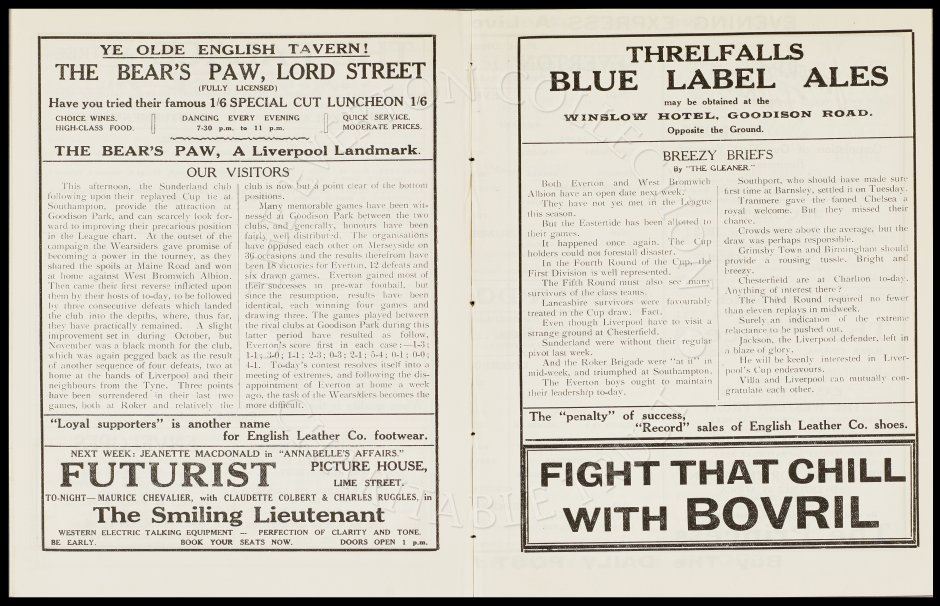 YE OLDE ENGLISH TAVERN!
THE BEAR'S PAW, LORD STREET
(FULLY LICENSED)
Have you tried their famous 1/6 SPECIAL CUT LUNCHEON 1/6
CHOICE WINES.
HIGH-CLASS FOOD.
DANCING EVERY EVENING
7-30 p.m. to 11 p.m.
QUICK SERVICE.
MODERATE PRICES.
THE BEAR'S PAW, A Liverpool Landmark.
OUR VISITORS
This afternoon, the Sunderland club
following upon their replayed Cup tie at
Southampton, provide the attraction at
Goodison Park, and can scarcely look for-
ward to improving their precarious position
in the League chart. At the outset of the
campaign the Wearsiders gave promise of
becoming a power in the tourney, as they
shared the spoils at Maine Road and won
at home against West Bromwich Albion.
Then came their first reverse inflicted upon
them by their hosts of to-day, to be followed
by three consecutive defeats which landed
the club into the depths, where, thus far,
they have practically remained. A slight
improvement set in during October, but
November was a black month for the club,
which was again pegged back as the result
of another sequence of four defeats, two at
home at the hands of Liverpool and their
neighbours from the Tyne. Three points
have been surrendered in their last two
games, both at Roker and relatively the
club is now but a point clear of the bottom
positions.
Many memorable games have been wit-
nessed at Goodison Park between the two
clubs, and generally, honours have been
fairly well distributed. The organisations
have opposed each other on Merseyside on
36 occasions and the results therefrom have
been 18 victories for Everton, 12 defeats and
six drawn games. Everton gained most of
their successes in pre-war football, but
since the resumption, results have been
identical, each winning four games and
drawing three. The games played between
the rival clubs at Goodison Park during this
latter period have resulted as follow,
Everton's score first in each case:—1-3;
1-1; 3-0; 1-1; 2-3; 0-3; 2-1; 5-4; 0-1; 0-0;
4-1. To-day's contest resolves itself into a
meeting of extremes, and following the dis-
appointment of Everton at home a week
ago, the task of the Wearsiders becomes the
more difficult.
"Loyal supporters" is another name
for English Leather Co. footwear.
NEXT WEEK: JEANETTE MACDONALD in "ANNABELLE'S AFFAIRS."
FUTURIST PICTURE HOUSE,
LIME STREET.
TO-NIGHT—MAURICE CHEVALIER, with CLAUDETTE COLBERT & CHARLES RUGGLES, in
The Smiling Lieutenant
WESTERN ELECTRIC TALKING EQUIPMENT — PERFECTION OF CLARITY AND TONE.
BE EARLY. BOOK YOUR SEATS NOW. DOORS OPEN 1 p.m.
THRELFALLS
BLUE LABEL ALES
may be obtained at the
WINSLOW HOTEL, GOODISON ROAD.
Opposite the Ground.
BREEZY BRIEFS
By "THE GLEANER."
Both Everton and West Bromwich
Albion have an open date next week.
They have not yet met in the League
this season.
But the Eastertide has been allotted to
their games.
It happened once again. The Cup
holders could not forestall disaster.
In the Fourth Round of the Cup, the
First Division is well represented.
The Fifth Round must also see many
survivors of the class teams.
Lancashire survivors were favourably
treated in the Cup draw. Fact.
Even though Liverpool have to visit a
strange ground at Chesterfield.
Sunderland were without their regular
pivot last week.
And the Roker Brigade were "at it" in
mid-week, and triumphed at Southampton.
The Everton boys ought to maintain
their leadership to-day.
Southport, who should have made sure
first time at Barnsley, settled it on Tuesday.
Tranmere gave the famed Chelsea a
royal welcome. But they missed their
chance.
Crowds were above the average, but the
draw was perhaps responsible.
Grimsby Town and Birmingham should
provide a rousing tussle. Bright and
breezy.
Chesterfield are at Charlton to-day.
Anything of interest there?
The Third Round required no fewer
than eleven replays in midweek.
Surely an indication of the extreme
reluctance to be pushed out.
Jackson, the Liverpool defender, left in
a blaze of glory.
He will be keenly interested in Liver-
pool's Cup endeavours.
Villa and Liverpool can mutually con-
gratulate each other.
The "penalty" of success,
"Record" sales of English Leather Co. shoes.
FIGHT THAT CHILL
WITH BOVRIL